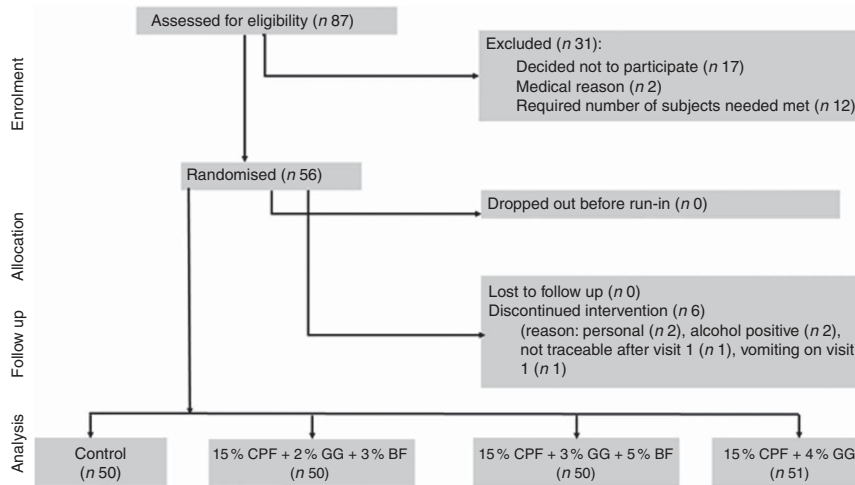 Assessed for eligibility (n 87)
Excluded (n 31):
Decided not to participate (n 17)
Medical reason (n 2)
Required number of subjects needed met (n 12)
Enrolment
Randomised (n 56)
Dropped out before run-in (n 0)
Allocation
Lost to follow up (n 0)
Discontinued intervention (n 6)
(reason: personal (n 2), alcohol positive (n 2),
not traceable after visit 1 (n 1), vomiting on visit
1 (n 1)
Follow up
Analysis
Control
(n 50)
15 % CPF + 2 % GG + 3 % BF
(n 50)
15 % CPF + 3 % GG + 5 % BF
(n 50)
15 % CPF + 4 % GG
(n 51)